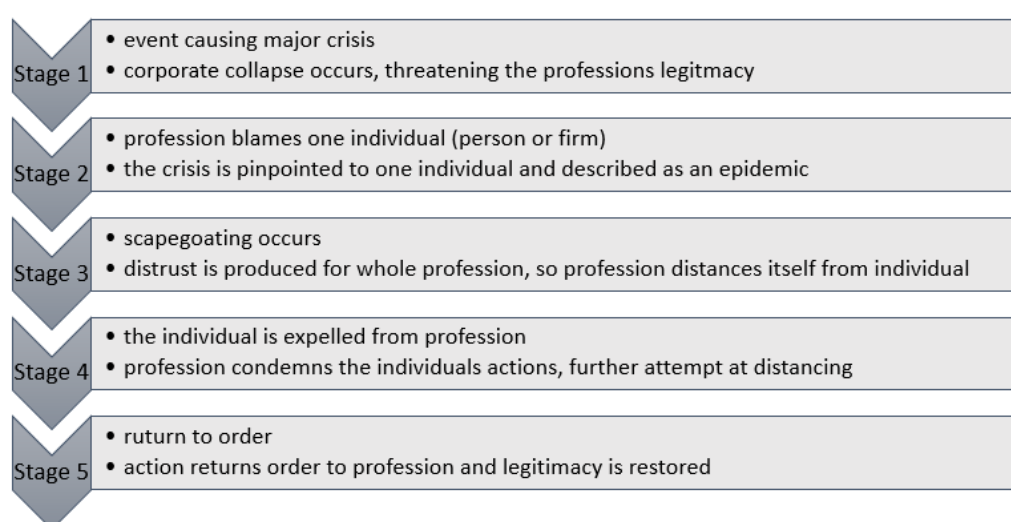 Stage 1
• event causing major crisis
• corporate collapse occurs, threatening the professions legitmacy
Stage 2
• profession blames one individual (person or firm)
• the crisis is pinpointed to one individual and described as an epidemic
Stage 3
• scapegoating occurs
• distrust is produced for whole profession, so profession distances itself from individual
Stage 4
• the individual is expelled from profession
• profession condemns the individuals actions, further attempt at distancing
Stage 5
• ruturn to order
• action returns order to profession and legitimacy is restored